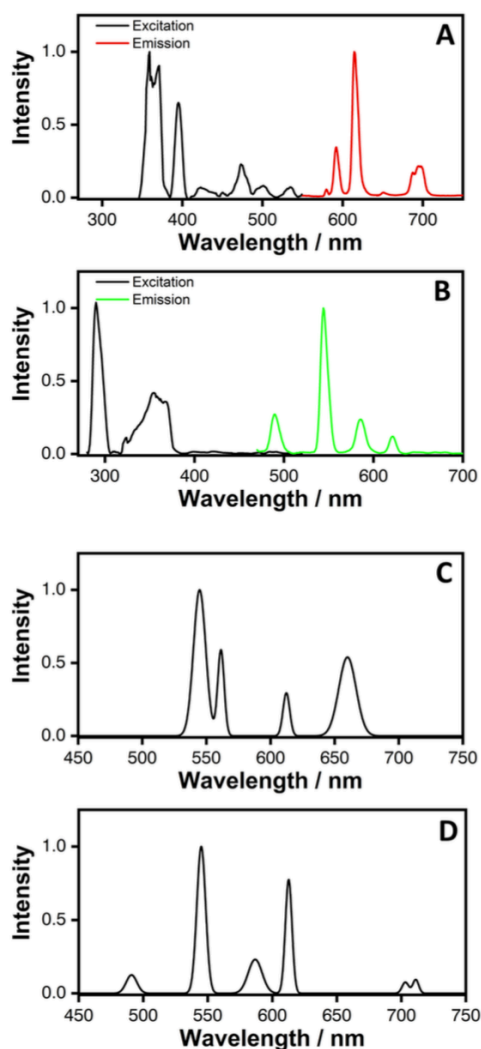 Excitation
Emission
A
Intensity
1.0
0.5
0.0
300 400 500 600 700
Wavelength / nm
Excitation
Emission
B
Intensity
1.0
0.5
0.0
300 400 500 600 700
Wavelength / nm
C
Intensity
1.0
0.5
0.0
450 500 550 600 650 700 750
Wavelength / nm
D
Intensity
1.0
0.5
0.0
450 500 550 600 650 700 750
Wavelength / nm